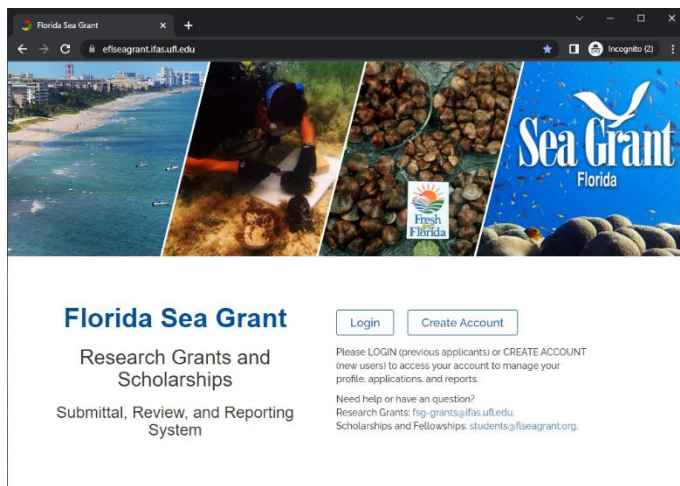 Florida Sea Grant
eflseagrant.ifas.ufl.edu
Incognito (2)
Sea Grant
Florida
Fresh
from
Florida
Florida Sea Grant
Research Grants and
Scholarships
Submittal, Review, and Reporting
System
Login
Create Account
Please LOGIN (previous applicants) or CREATE ACCOUNT
(new users) to access your account to manage your
profile, applications, and reports.
Need help or have an question?
Research Grants: fsg-grants@ifas.ufl.edu.
Scholarships and Fellowships: students@flseagrant.org.